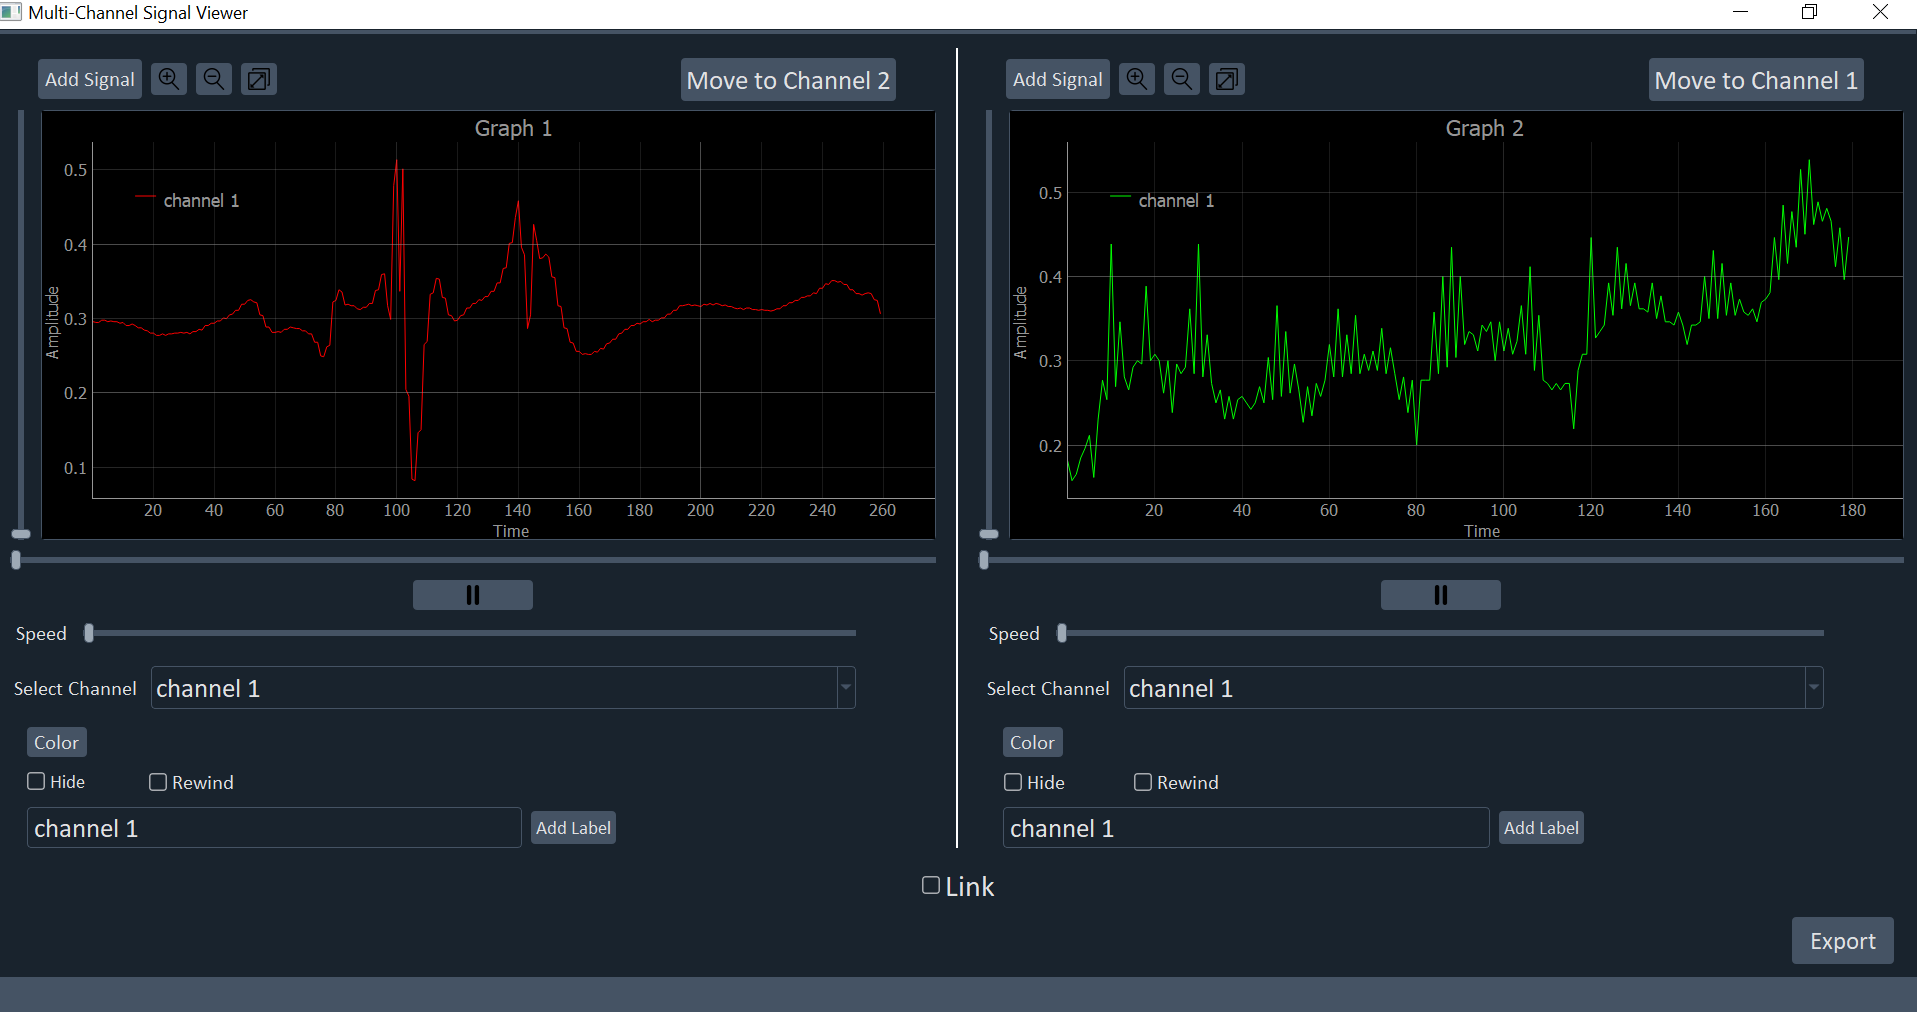 Multi-Channel Signal Viewer
Add Signal
Move to Channel 2
Graph 1
channel 1
Amplitude
0.5
0.4
0.3
0.2
0.1
20 40 60 80 100 120 140 160 180 200 220 240 260
Time
Speed
Select Channel channel 1
Color
Hide Rewind
channel 1 Add Label
Add Signal
Move to Channel 1
Graph 2
channel 1
Amplitude
0.5
0.4
0.3
0.2
20 40 60 80 100 120 140 160 180
Time
Speed
Select Channel channel 1
Color
Hide Rewind
channel 1 Add Label
Link
Export